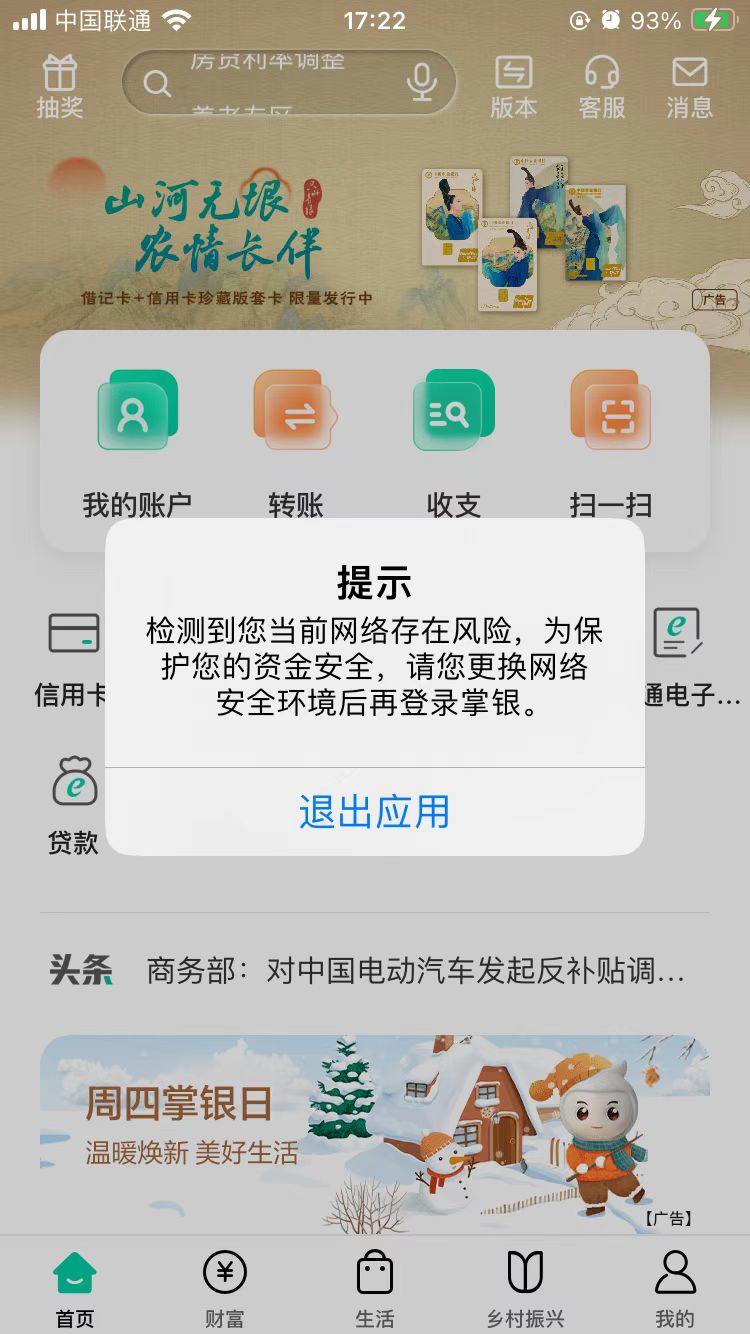 中国联通
17:22
93%
抽奖
房贷利率调整
养老专区
版本
客服
消息
山河无垠
农情长伴
借记卡+信用卡珍藏版套卡 限量发行中
广告
我的账户
转账
收支
扫一扫
提示
检测到您当前网络存在风险，为保
护您的资金安全，请您更换网络
安全环境后再登录掌银。
退出应用
信用卡
通电子...
贷款
头条
商务部：对中国电动汽车发起反补贴调...
周四掌银日
温暖焕新 美好生活
【广告】
首页
财富
生活
乡村振兴
我的